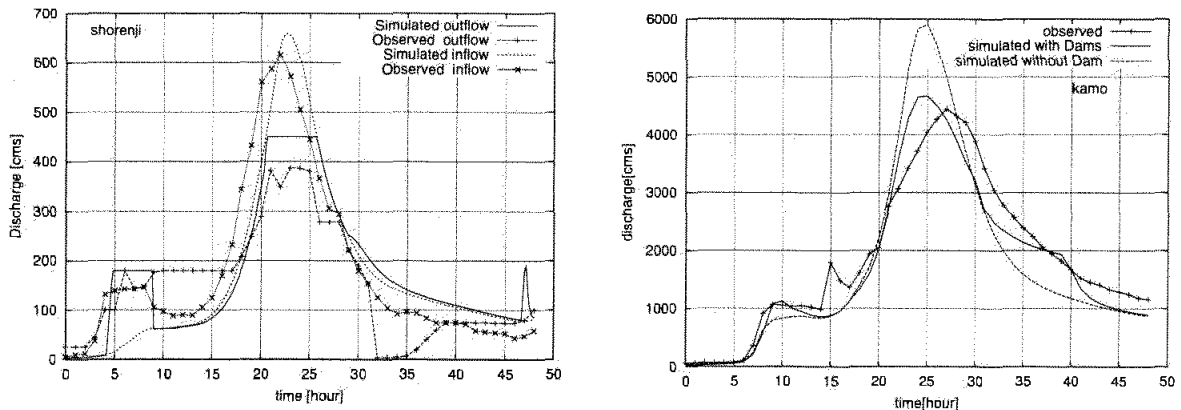 shorenji
Simulated outflow
Observed outflow
Simulated inflow
Observed inflow
700
600
500
400
300
200
100
0
Discharge [cms]
0 5 10 15 20 25 30 35 40 45 50
time [hour]
observed
simulated with Dams
simulated without Dam
kamo
6000
5000
4000
3000
2000
1000
0
discharge[cms]
0 5 10 15 20 25 30 35 40 45 50
time[hour]